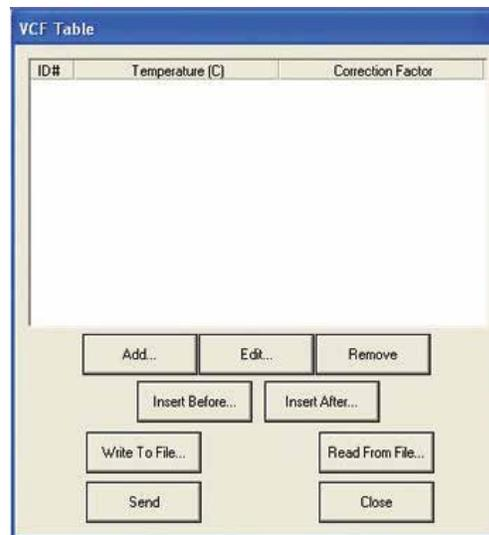 VCF Table
ID# Temperature (C) Correction Factor
Add... Edit... Remove
Insert Before... Insert After...
Write To File... Read From File...
Send Close